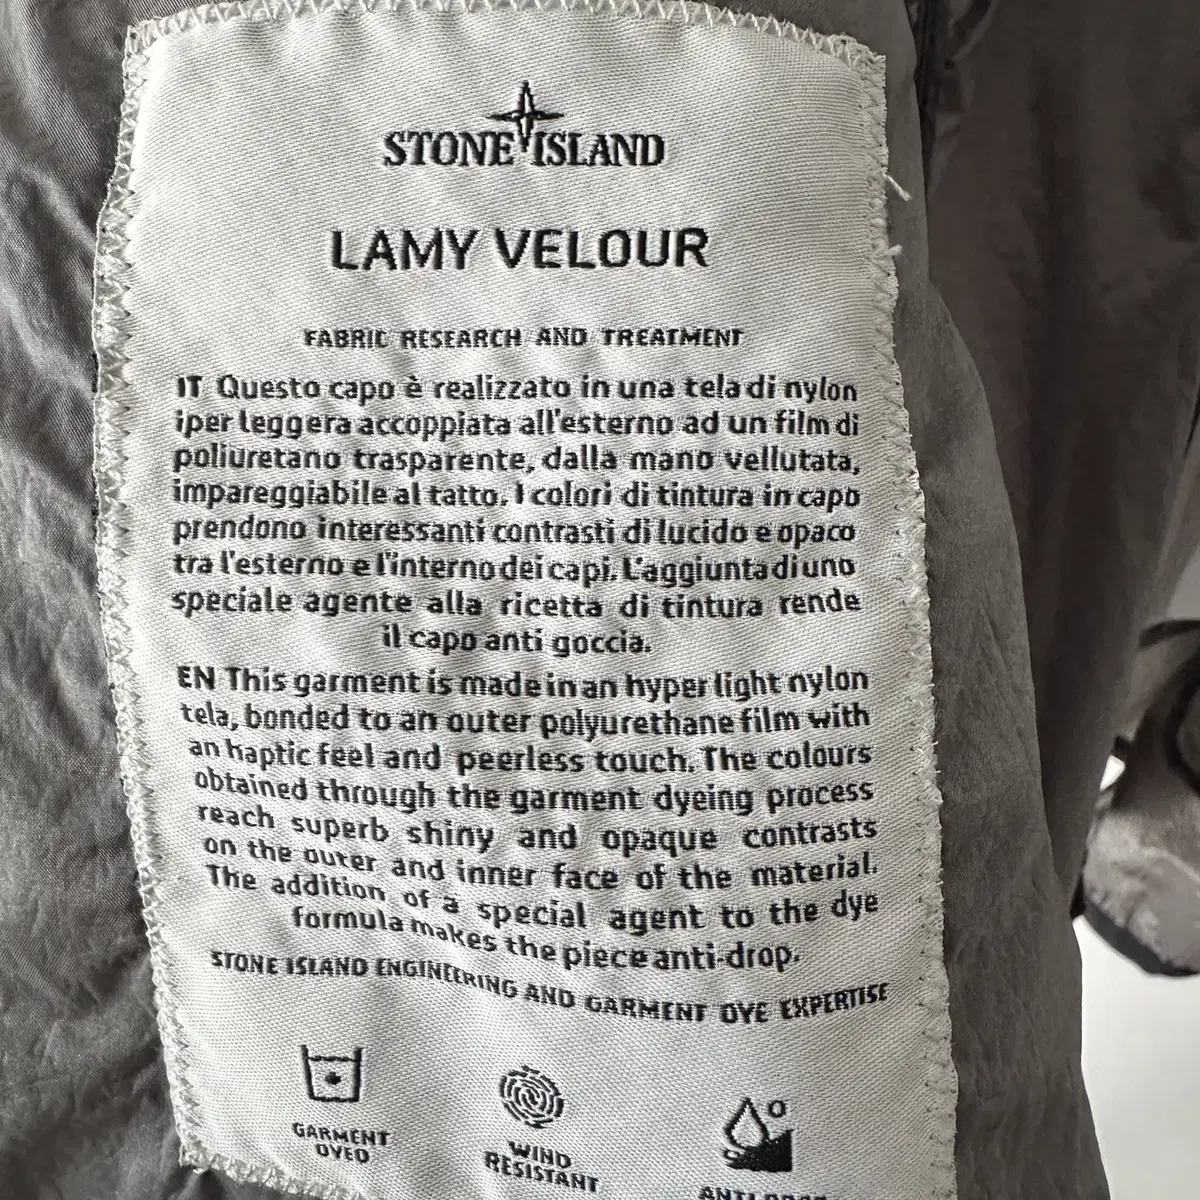 STONE ISLAND
LAMY VELOUR
FABRIC RESEARCH AND TREATMENT
IT Questo capo è realizzato in una tela di nylon
iper leggera accoppiata all'esterno ad un film di
poliuretano trasparente, dalla mano vellutata,
impareggiabile al tatto. I colori di tintura in capo
prendono interessanti contrasti di lucido e opaco
tra l'esterno e l'interno dei capi. L'aggiunta di uno
speciale agente alla ricetta di tintura rende
il capo anti goccia.
EN This garment is made in an hyper light nylon
tela, bonded to an outer polyurethane film with
an haptic feel and peerless touch. The colours
obtained through the garment dyeing process
reach superb shiny and opaque contrasts
on the outer and inner face of the material.
The addition of a special agent to the dye
formula makes the piece anti-drop.
STONE ISLAND ENGINEERING AND GARMENT DYE EXPERTISE
GARMENT
DYED
WIND
RESISTANT